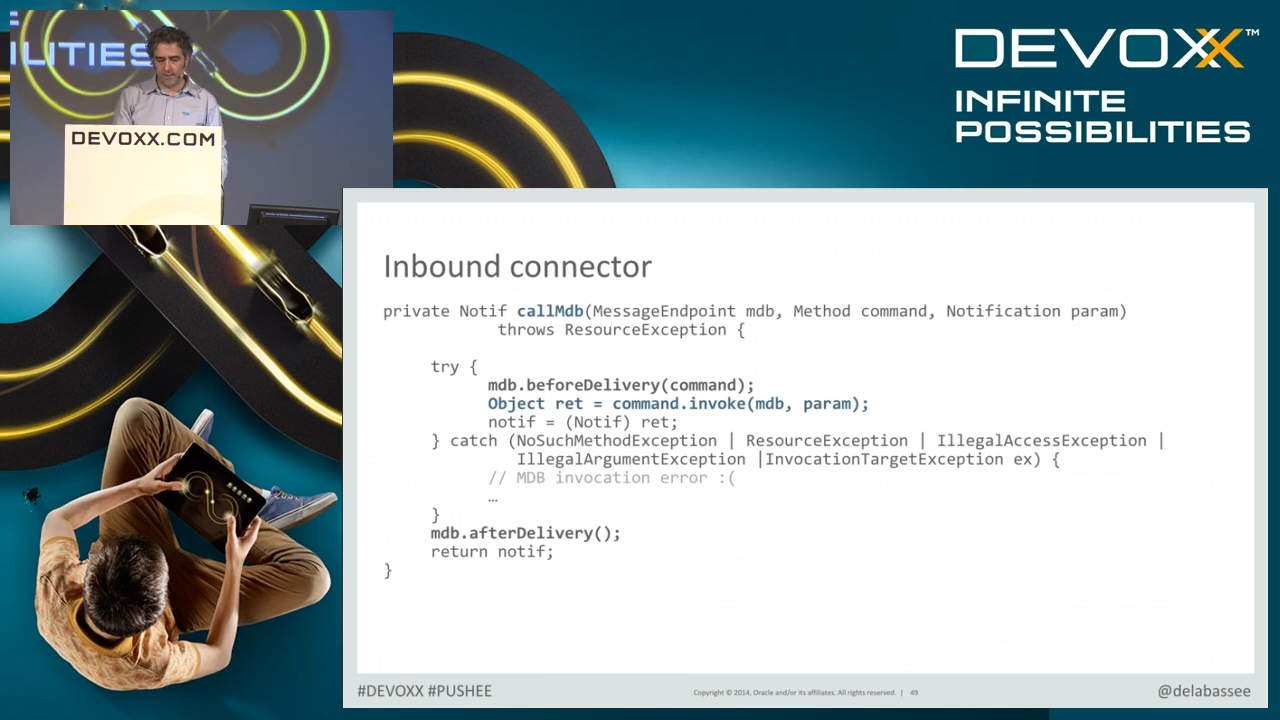 ILITIES
DEVOXX.COM
DEVOXX™
INFINITE
POSSIBILITIES
Inbound connector
private Notif callMdb(MessageEndpoint mdb, Method command, Notification param)
throws ResourceException {
try {
mdb.beforeDelivery(command);
Object ret = command.invoke(mdb, param);
notif = (Notif) ret;
} catch (NoSuchMethodException | ResourceException | IllegalAccessException |
IllegalArgumentException |InvocationTargetException ex) {
// MDB invocation error :(
…
}
mdb.afterDelivery();
return notif;
}
#DEVOXX #PUSHEE
Copyright © 2014, Oracle and/or its affiliates. All rights reserved. | 49
@delabassee